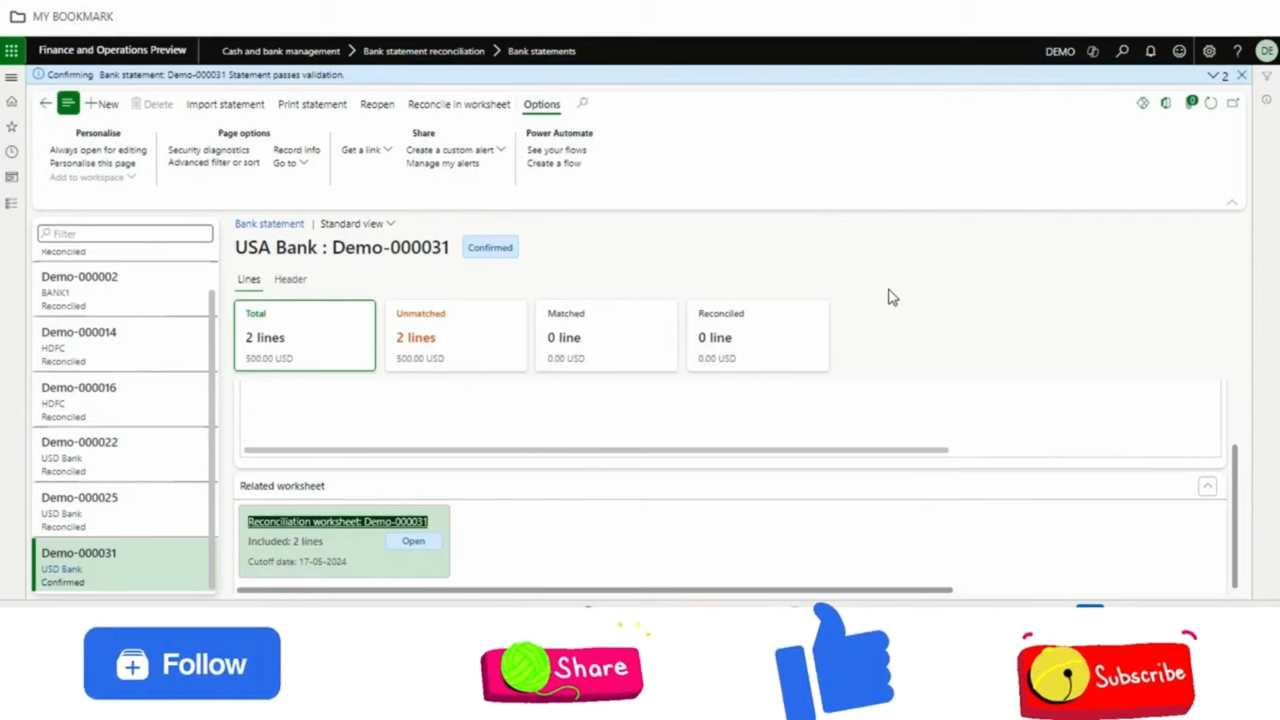 MY BOOKMARK
Finance and Operations Preview
Cash and bank management
Bank statement reconciliation
Bank statements
DEMO
?
DE
Confirming Bank statement: Demo-000031 Statement passes validation.
2
New
Delete
Import statement
Print statement
Reopen
Reconcile in worksheet
Options
0
Personalise
Always open for editing
Personalise this page
Add to workspace
Page options
Security diagnostics
Advanced filter or sort
Record info
Go to
Share
Get a link
Create a custom alert
Manage my alerts
Power Automate
See your flows
Create a flow
Filter
Reconciled
Demo-000002
BANK1
Reconciled
Demo-000014
HDFC
Reconciled
Demo-000016
HDFC
Reconciled
Demo-000022
USD Bank
Reconciled
Demo-000025
USD Bank
Reconciled
Demo-000031
USD Bank
Confirmed
Bank statement | Standard view
USA Bank : Demo-000031
Confirmed
Lines
Header
Total
2 lines
500.00 USD
Unmatched
2 lines
500.00 USD
Matched
0 line
0.00 USD
Reconciled
0 line
0.00 USD
Related worksheet
Reconciliation worksheet: Demo-000031
Included: 2 lines
Open
Cutoff date: 17-05-2024
Follow
Share
Subscribe